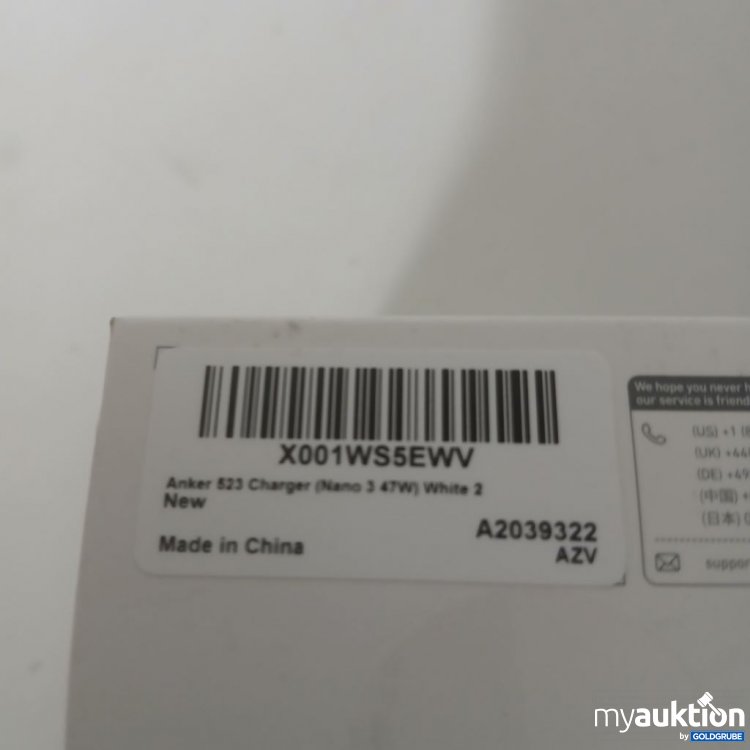 X001WS5EWV
Anker 523 Charger (Nano 3 47W) White 2
New
A2039322
Made in China
AZV
We hope you never
our service is friend
(US) +1 (8
(UK) +44
(DE) +49
(中国) +
(日本)
suppor
myauktion
by GOLDGRUBE